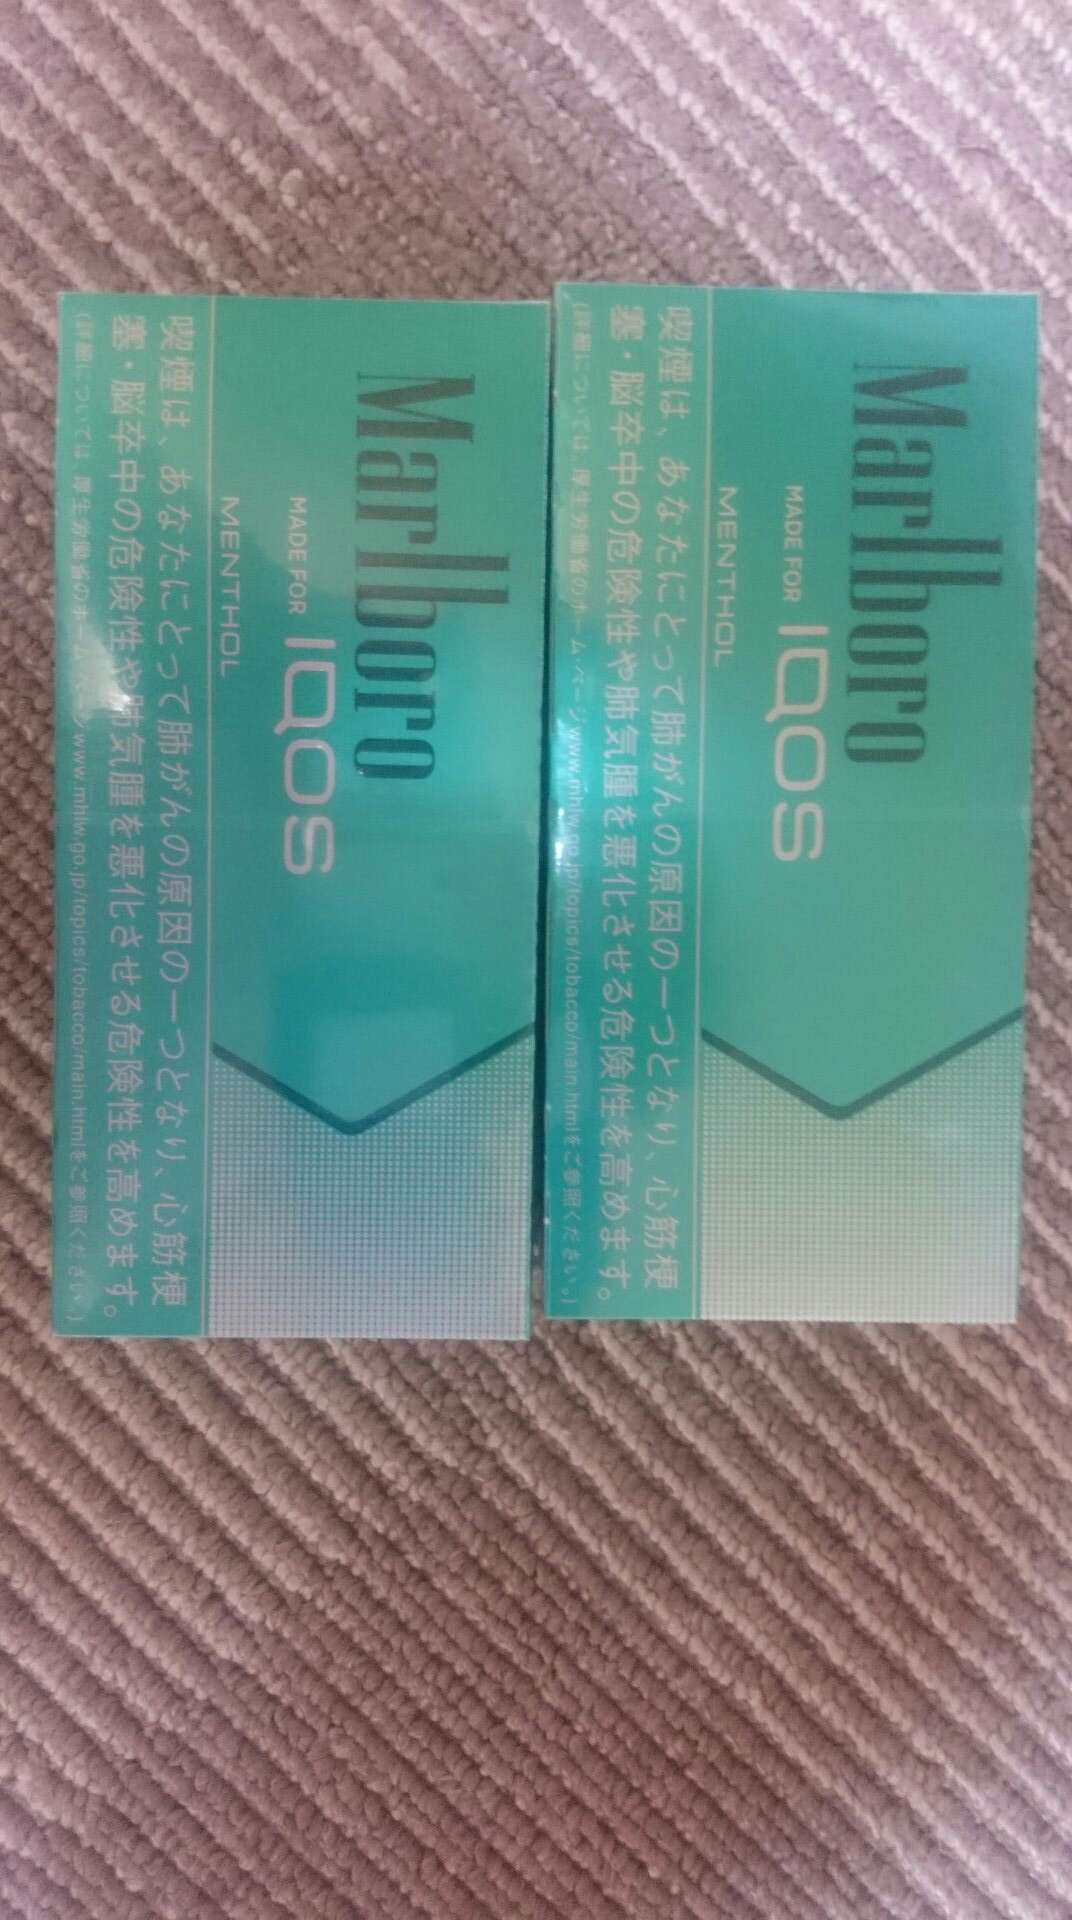 Marlboro
MADE FOR IQOS
MENTHOL
喫煙は、あなたにとって肺がんの原因の一つとなり、心筋梗
塞・脳卒中の危険性や肺気腫を悪化させる危険性を高めます。
(詳細については、厚生労働省のホーム www.mhlw.go.jp/topics/tobacco/main.htmlをご参照ください。)
Marlboro
MADE FOR IQOS
MENTHOL
喫煙は、あなたにとって肺がんの原因の一つとなり、心筋梗
塞・脳卒中の危険性や肺気腫を悪化させる危険性を高めます。
(詳細については、厚生労働省のホーム・ページwww.mhlw.go.jp/topics/tobacco/main.htmlをご参照ください。)